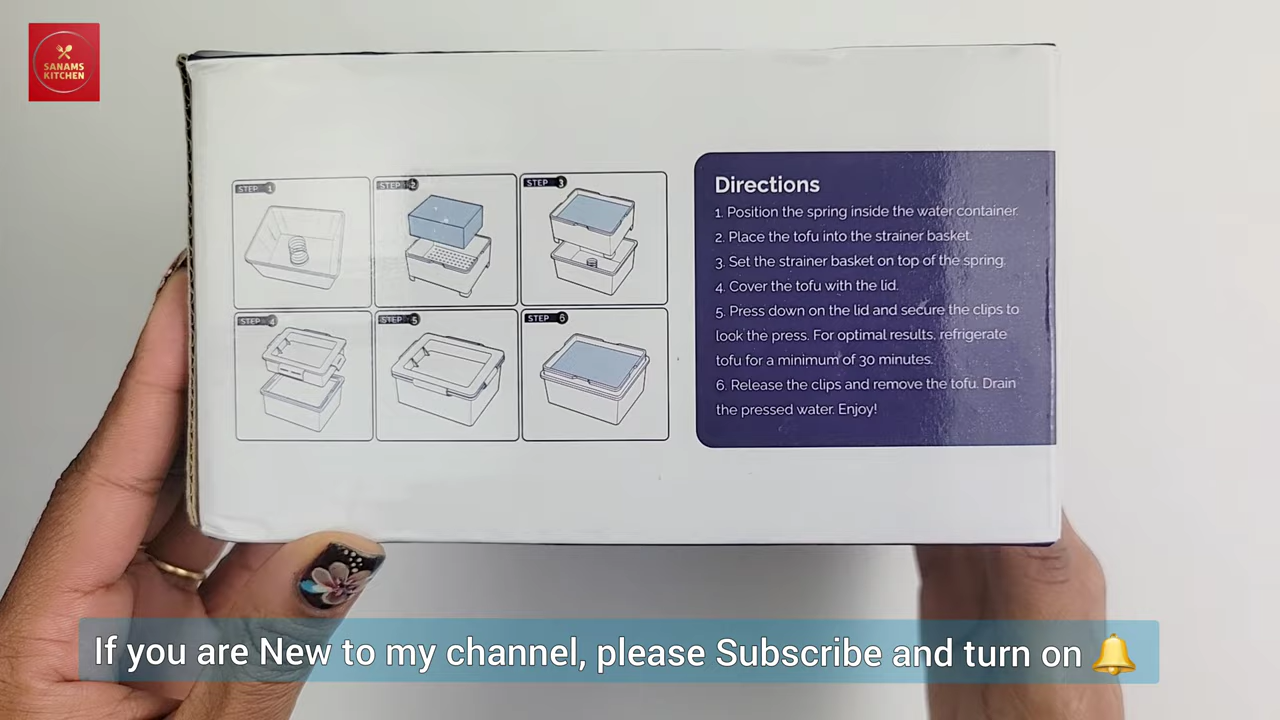 SANAMS
KITCHEN
STEP 1
STEP 2
STEP 3
STEP 4
STEP 5
STEP 6
Directions
1. Position the spring inside the water container.
2. Place the tofu into the strainer basket.
3. Set the strainer basket on top of the spring.
4. Cover the tofu with the lid.
5. Press down on the lid and secure the clips to
look the press. For optimal results, refrigerate
tofu for a minimum of 30 minutes.
6. Release the clips and remove the tofu. Drain
the pressed water. Enjoy!
If you are New to my channel, please Subscribe and turn on 🔔